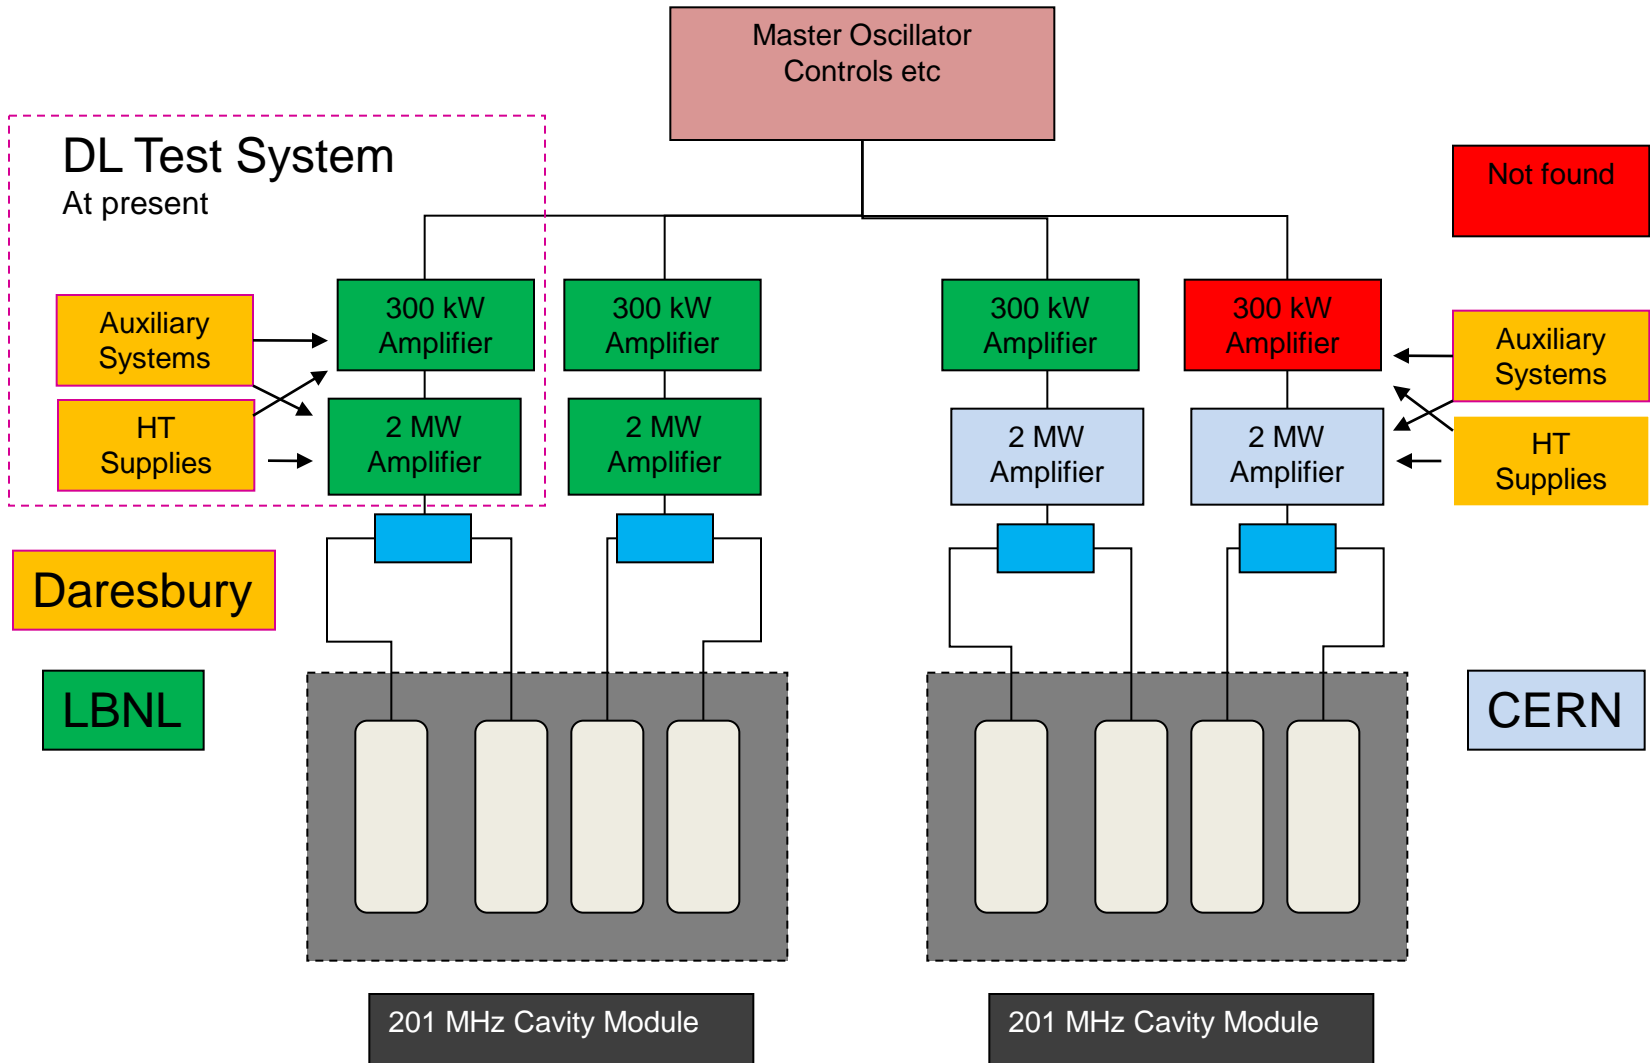 Master Oscillator
Controls etc
DL Test System
At present
Not found
Auxiliary
Systems
300 kW
Amplifier
300 kW
Amplifier
300 kW
Amplifier
300 kW
Amplifier
Auxiliary
Systems
HT
Supplies
2 MW
Amplifier
2 MW
Amplifier
2 MW
Amplifier
2 MW
Amplifier
HT
Supplies
Daresbury
LBNL
CERN
201 MHz Cavity Module
201 MHz Cavity Module